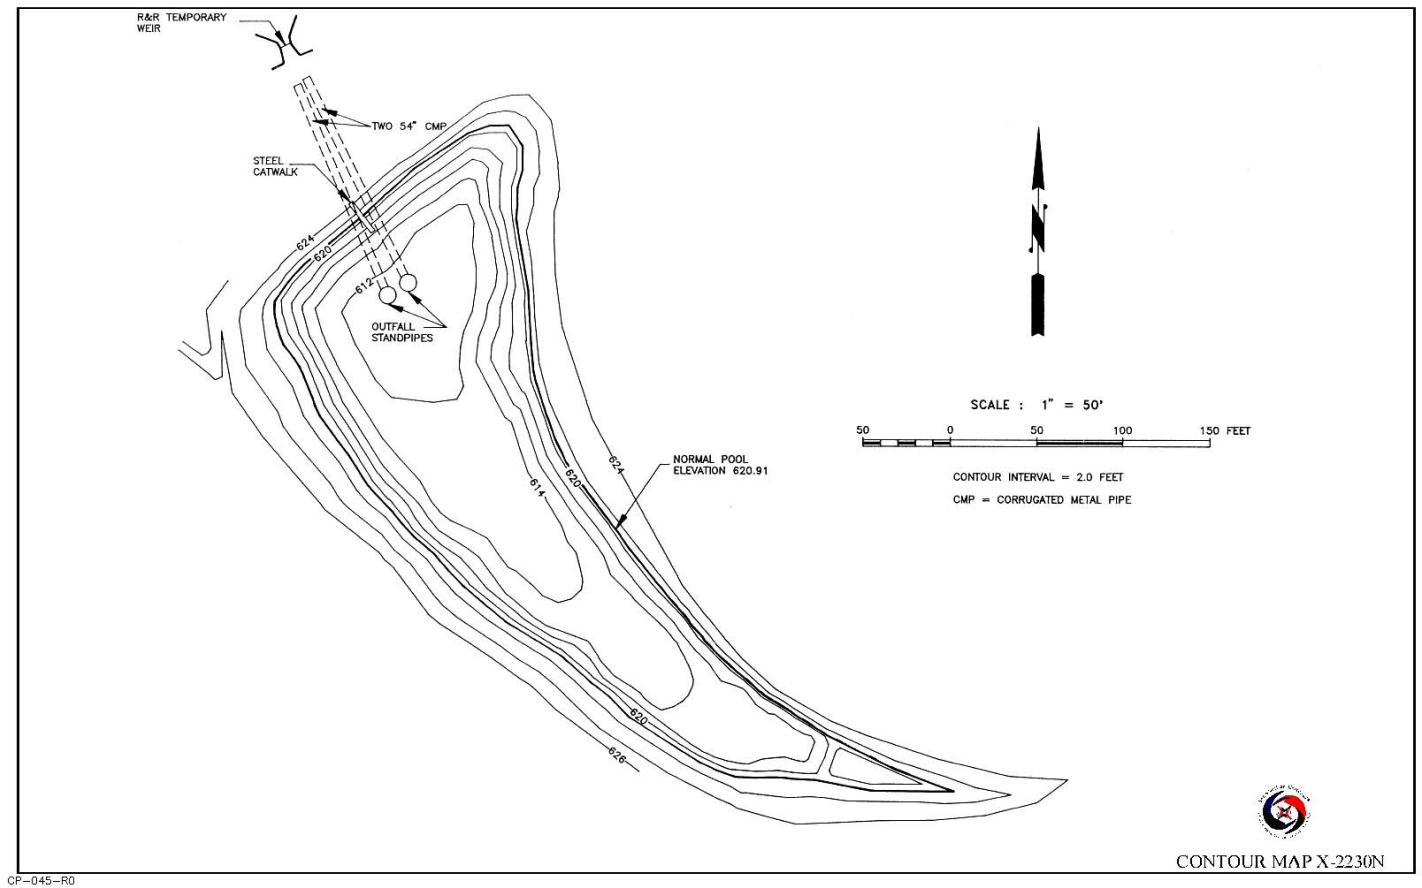 R&R TEMPORARY
WEIR
TWO 54" CMP
STEEL
CATWALK
624
620
612
OUTFALL
STANDPIPES
SCALE : 1" = 50'
50 0 50 100 150 FEET
NORMAL POOL
ELEVATION 620.91
624
620
614
CONTOUR INTERVAL = 2.0 FEET
CMP = CORRUGATED METAL PIPE
620
626
CONTOUR MAP X-2230N
CP-045-R0